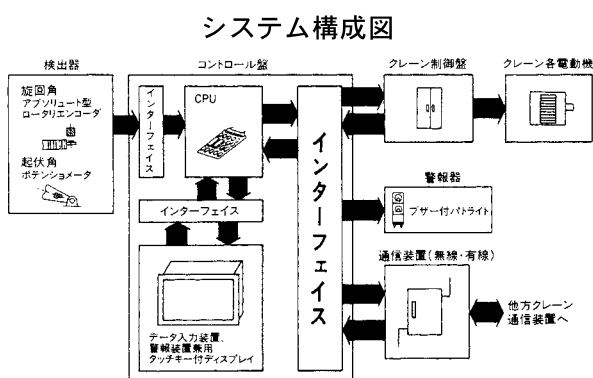 システム構成図
検出器
旋回角
アブソリュート型
ロータリエンコーダ
起伏角
ポテンショメータ
コントロール盤
インターフェイス
CPU
インターフェイス
データ入力装置、
警報装置兼用
タッチキー付ディスプレイ
インターフェイス
クレーン制御盤
クレーン各電動機
警報器
ブザー付パトライト
通信装置(無線・有線)
他方クレーン
通信装置へ